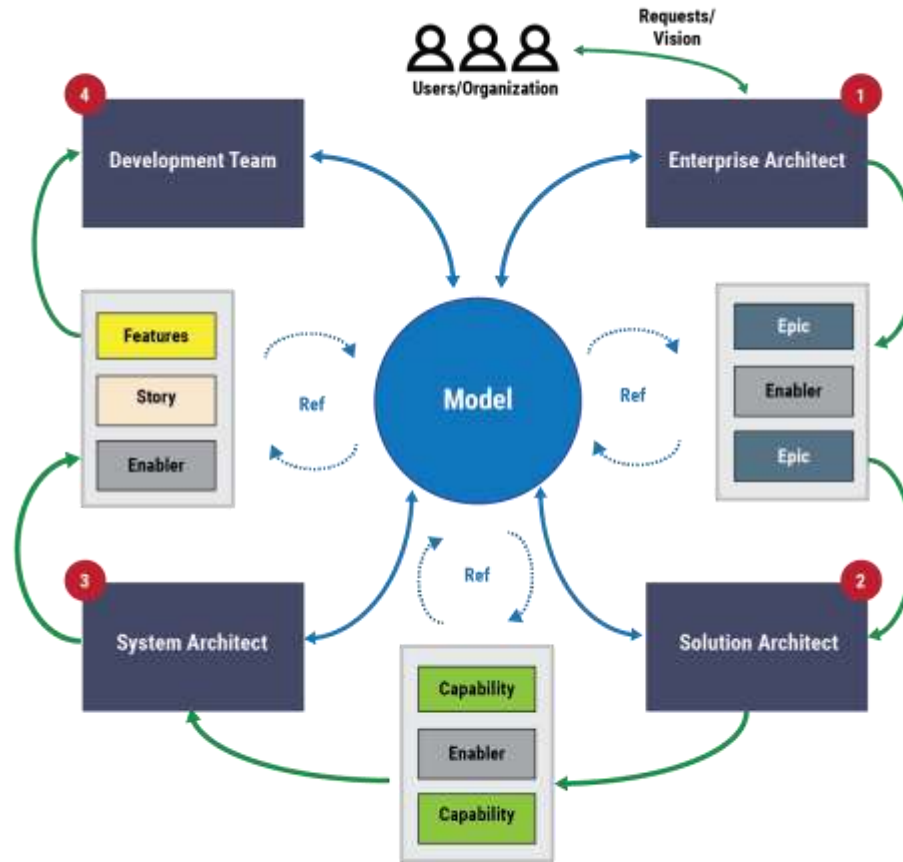 Requests/
Vision
Users/Organization
4
Development Team
1
Enterprise Architect
Features
Story
Enabler
Ref
Model
Ref
Epic
Enabler
Epic
3
System Architect
Ref
2
Solution Architect
Capability
Enabler
Capability